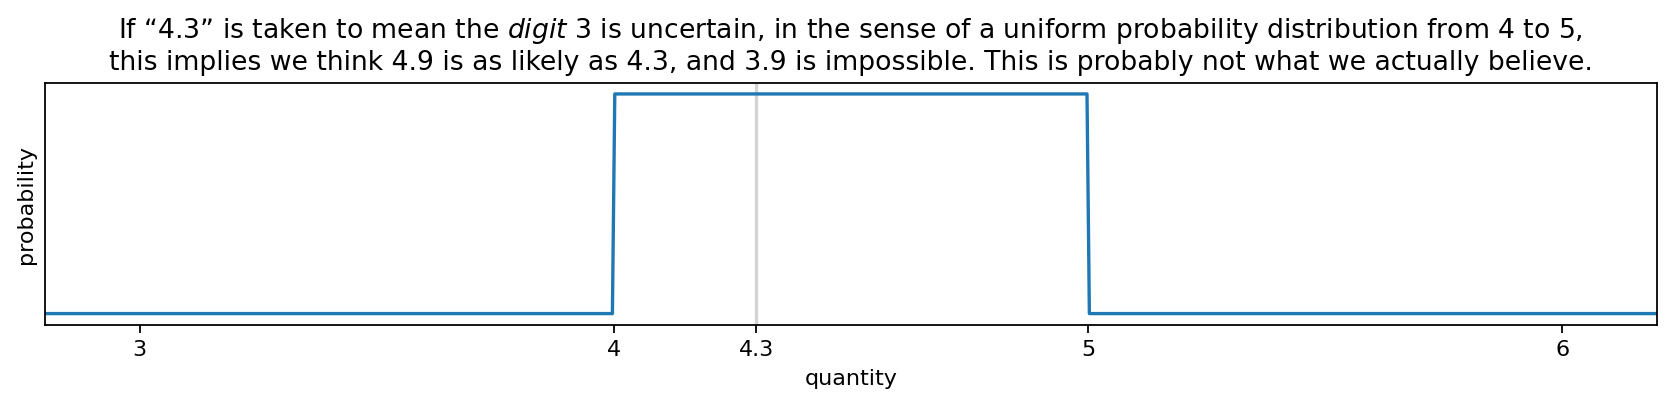 If “4.3” is taken to mean the digit 3 is uncertain, in the sense of a uniform probability distribution from 4 to 5,
this implies we think 4.9 is as likely as 4.3, and 3.9 is impossible. This is probably not what we actually believe.
probability
3 4 4.3 5 6
quantity